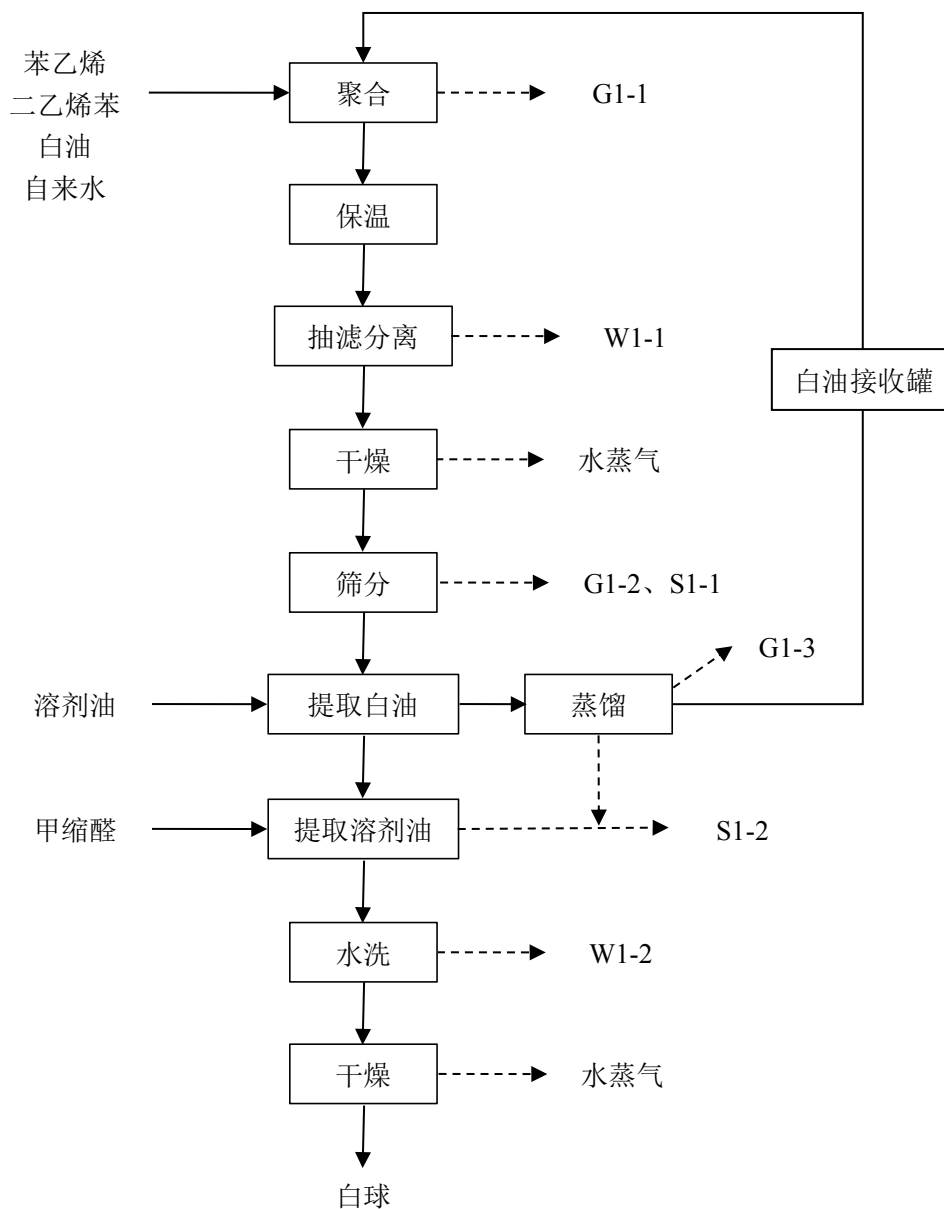 苯乙烯
二乙烯苯
白油
自来水
聚合
G1-1
保温
抽滤分离
W1-1
白油接收罐
干燥
水蒸气
筛分
G1-2、S1-1
G1-3
溶剂油
提取白油
蒸馏
甲缩醛
提取溶剂油
S1-2
水洗
W1-2
干燥
水蒸气
白球